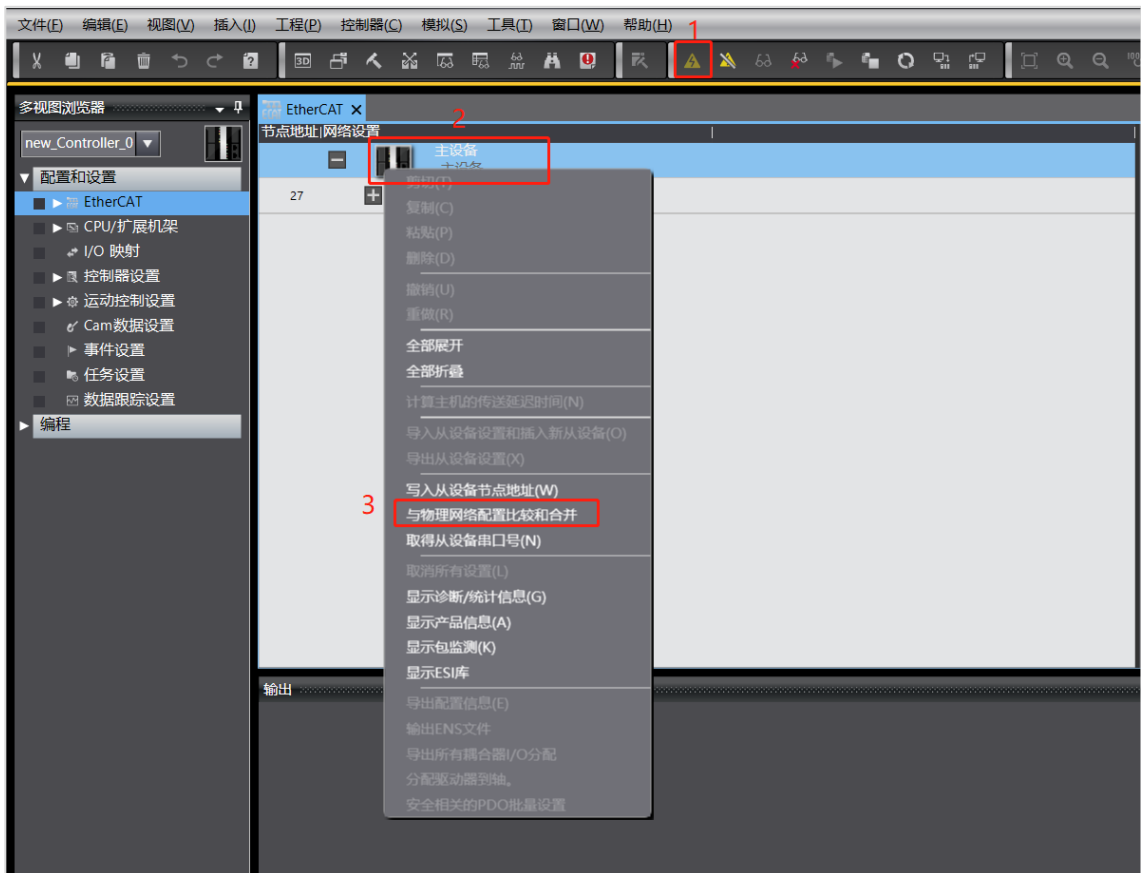 文件(F) 编辑(E) 视图(V) 插入(I) 工程(P) 控制器(C) 模拟(S) 工具(T) 窗口(W) 帮助(H)
1
多视图浏览器
EtherCAT
2
节点地址|网络设置
new_Controller_0
主设备
主设备
配置和设置
27
EtherCAT
CPU/扩展机架
I/O 映射
控制器设置
运动控制设置
Cam数据设置
事件设置
任务设置
数据跟踪设置
编程
剪切(T)
复制(C)
粘贴(P)
删除(D)
撤销(U)
重做(R)
全部展开
全部折叠
计算主机的传送延迟时间(N)
导入从设备设置和插入新从设备(O)
导出从设备设置(X)
写入从设备节点地址(W)
3
与物理网络配置比较和合并
取得从设备串口号(N)
取消所有设置(L)
显示诊断/统计信息(G)
显示产品信息(A)
显示包监测(K)
显示ESI库
导出配置信息(E)
输出ENS文件
导出所有耦合器I/O分配
分配驱动器到轴。
安全相关的PDO批量设置
输出